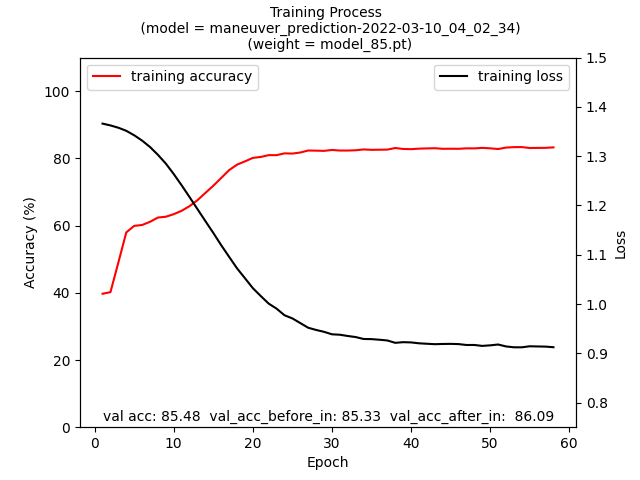 Training Process
(model = maneuver_prediction-2022-03-10_04_02_34)
(weight = model_85.pt)
training accuracy
training loss
100
80
60
40
20
0
Accuracy (%)
1.5
1.4
1.3
1.2
1.1
1.0
0.9
0.8
Loss
val acc: 85.48  val_acc_before_in: 85.33  val_acc_after_in:  86.09
0 10 20 30 40 50 60
Epoch